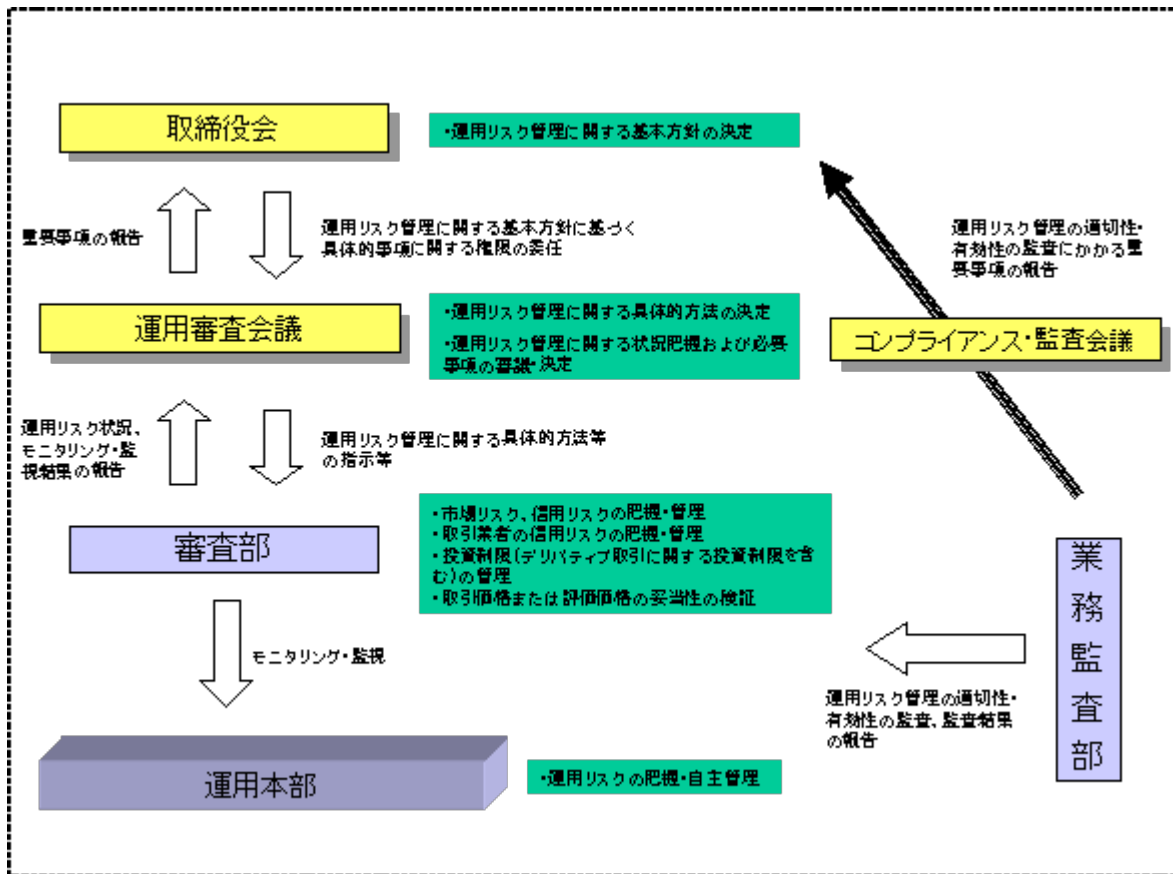 取締役会
・運用リスク管理に関する基本方針の決定
重要事項の報告
運用リスク管理に関する基本方針に基づく
具体的事項に関する権限の委任
運用リスク管理の適切性・
有効性の監査にかかる重
要事項の報告
運用審査会議
・運用リスク管理に関する具体的方法の決定
・運用リスク管理に関する状況把握および必要
事項の審議・決定
コンプライアンス・監査会議
運用リスク状況、
モニタリング・監
視結果の報告
運用リスク管理に関する具体的方法等
の指示等
審査部
・市場リスク、信用リスクの把握・管理
・取引業者の信用リスクの把握・管理
・投資制限(デリバティブ取引に関する投資制限を含
む)の管理
・取引価格または評価価格の妥当性の検証
業務監査部
モニタリング・監視
運用リスク管理の適切性・
有効性の監査、監査結果
の報告
運用本部
・運用リスクの把握・自主管理